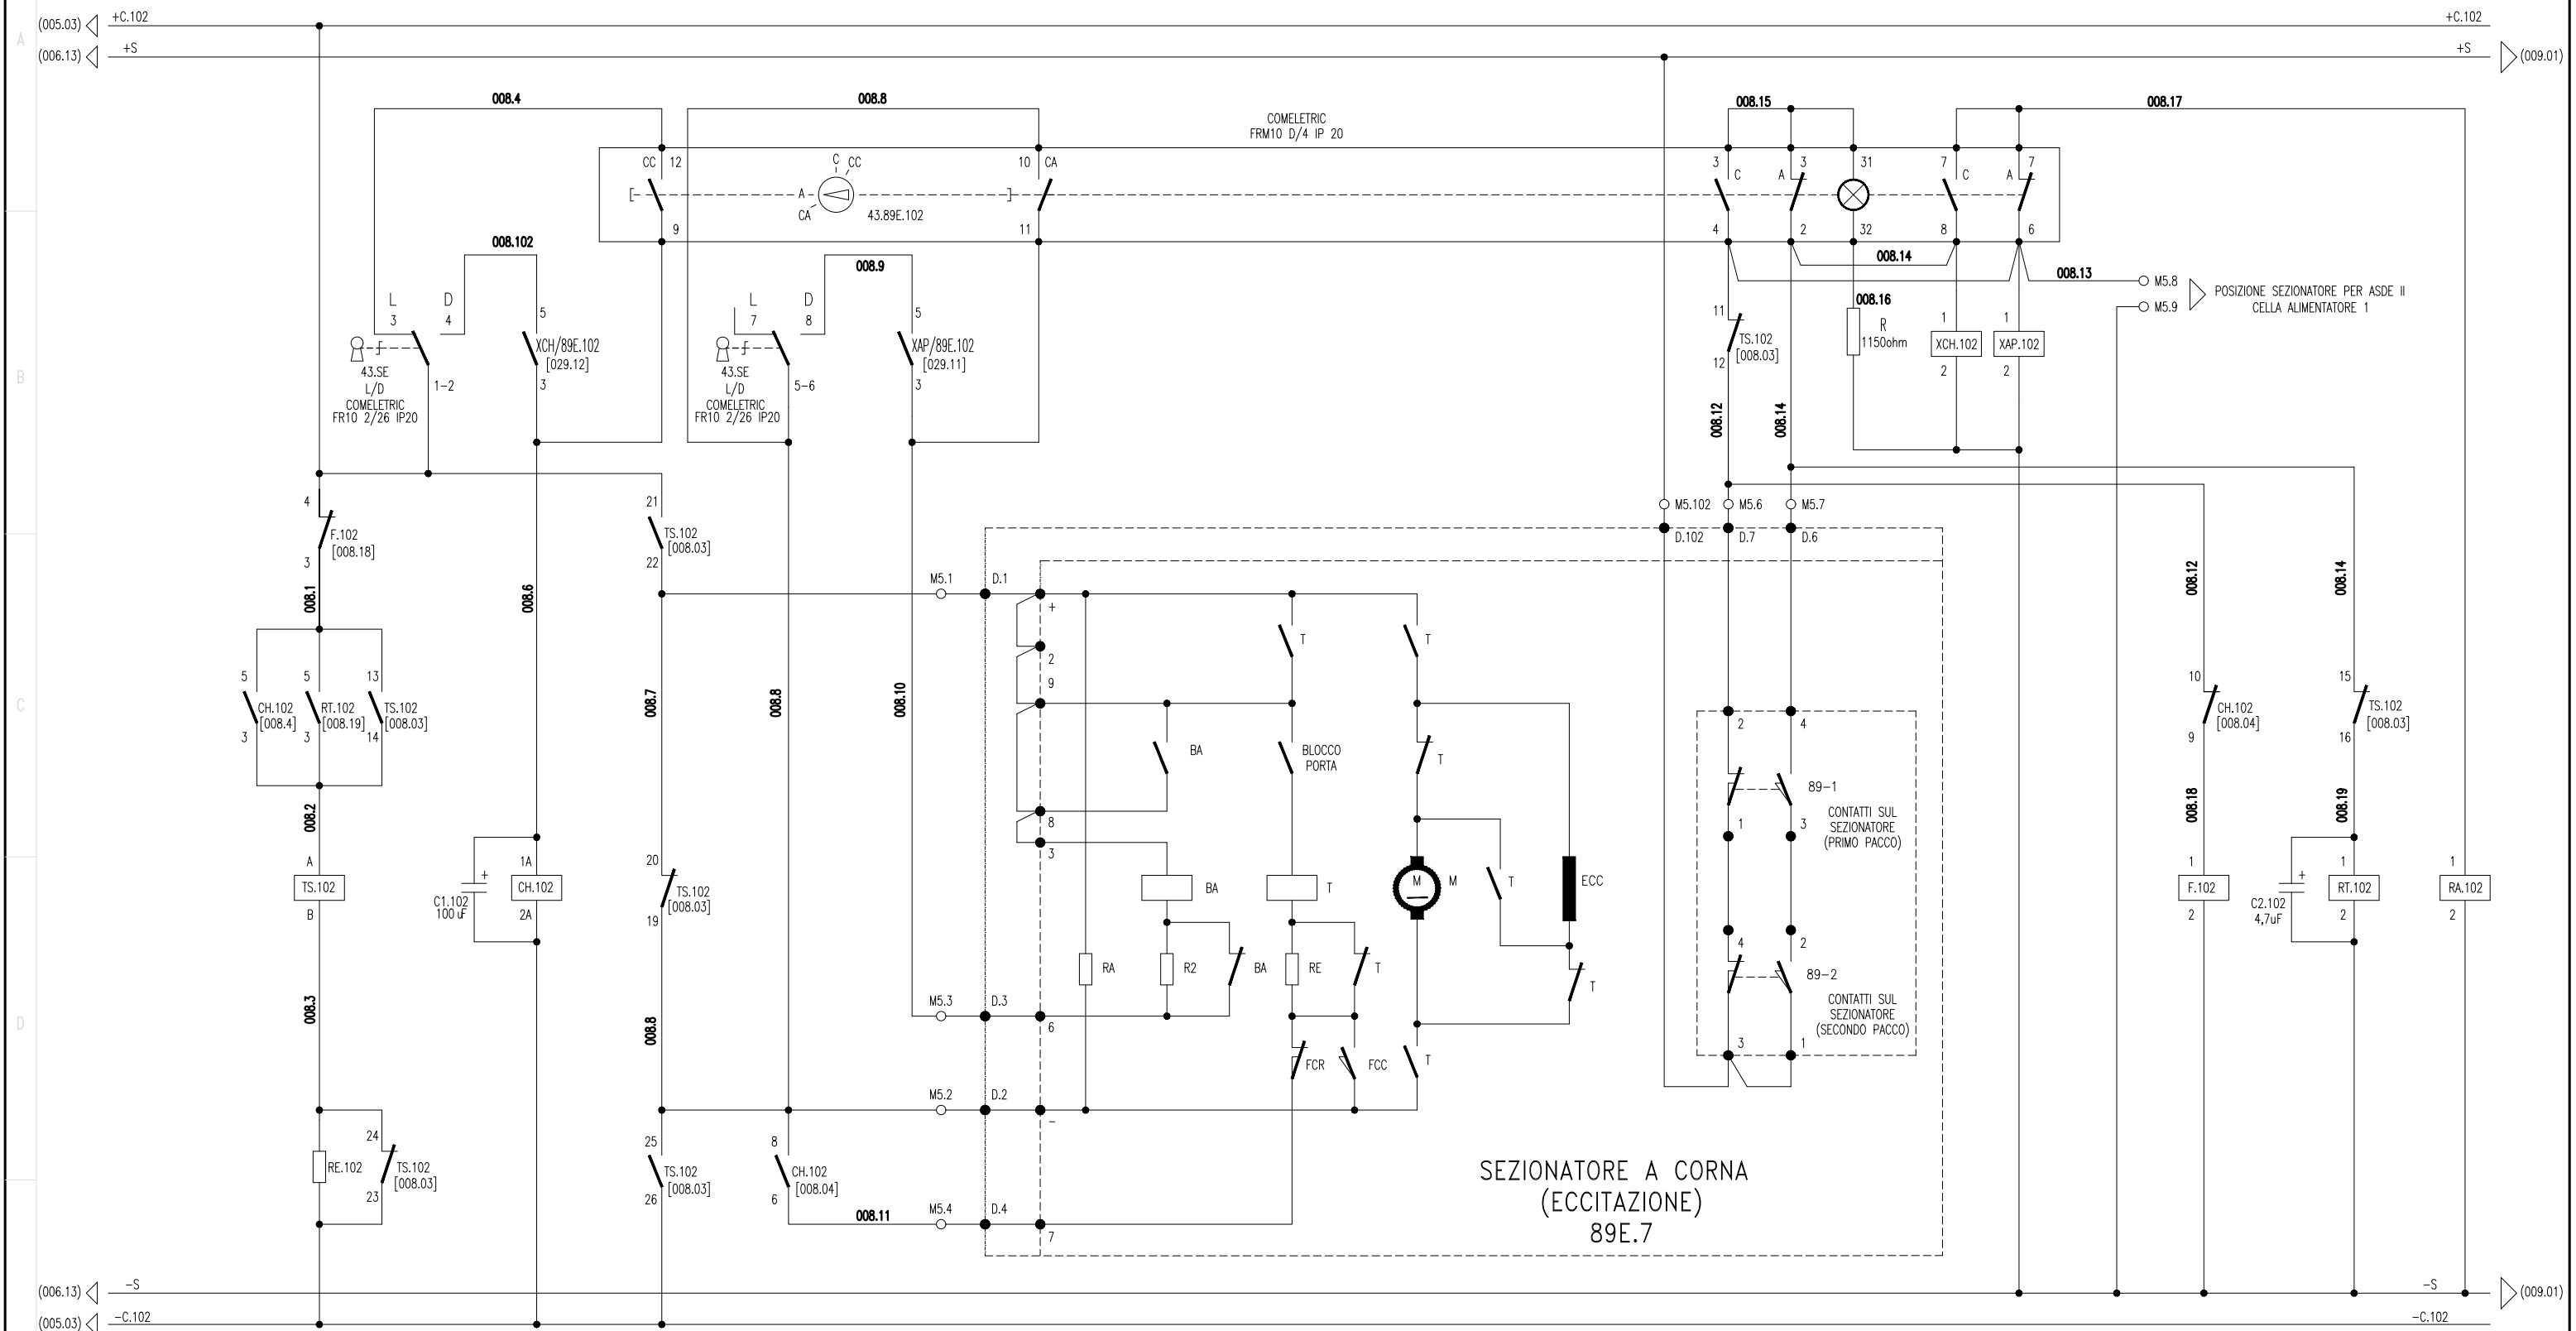 (005.03)
+C.102
+C.102
A
(006.13)
+S
+S
(009.01)
008.4
008.8
COMELETRIC
FRM10 D/4 IP 20
008.15
008.17
CC 12
C
CC
A
CA
43.89E.102
10 CA
3
C
A
3
31
7
C
A
7
9
11
4
2
32
8
6
008.102
008.9
008.14
008.13
M5.8
M5.9
POSIZIONE SEZIONATORE PER ASDE II
CELLA ALIMENTATORE 1
L
3
D
4
5
XCH/89E.102
[029.12]
3
43.SE
L/D
COMELETRIC
FR10 2/26 IP20
1-2
L
7
D
8
5
XAP/89E.102
[029.11]
3
43.SE
L/D
COMELETRIC
FR10 2/26 IP20
5-6
11
TS.102
[008.03]
12
008.16
R
1150ohm
1
XCH.102
2
1
XAP.102
2
B
008.12
008.14
4
F.102
[008.18]
3
21
TS.102
[008.03]
22
M5.102
M5.6
M5.7
D.102
D.7
D.6
008.1
008.6
M5.1
D.1
+
2
9
T
T
008.12
008.14
C
5
CH.102
[008.4]
3
5
RT.102
[008.19]
3
13
TS.102
[008.03]
14
008.7
008.8
008.10
BA
BLOCCO
PORTA
T
2
4
89-1
CONTATTI SUL
SEZIONATORE
(PRIMO PACCO)
1
3
10
CH.102
[008.04]
9
15
TS.102
[008.03]
16
008.2
8
3
008.18
008.19
A
TS.102
B
C1.102
100uF
+
1A
CH.102
2A
20
TS.102
[008.03]
19
BA
T
M
M
T
ECC
1
F.102
2
C2.102
4,7uF
+
1
RT.102
2
1
RA.102
2
4
2
89-2
CONTATTI SUL
SEZIONATORE
(SECONDO PACCO)
3
1
RA
R2
BA
RE
T
T
D
008.3
008.8
M5.3
D.3
6
FCR
FCC
T
M5.2
D.2
-
24
RE.102
TS.102
[008.03]
23
25
TS.102
[008.03]
26
8
CH.102
[008.04]
6
008.11
M5.4
D.4
7
SEZIONATORE A CORNA
(ECCITAZIONE)
89E.7
(006.13)
-S
-S
(009.01)
(005.03)
-C.102
-C.102